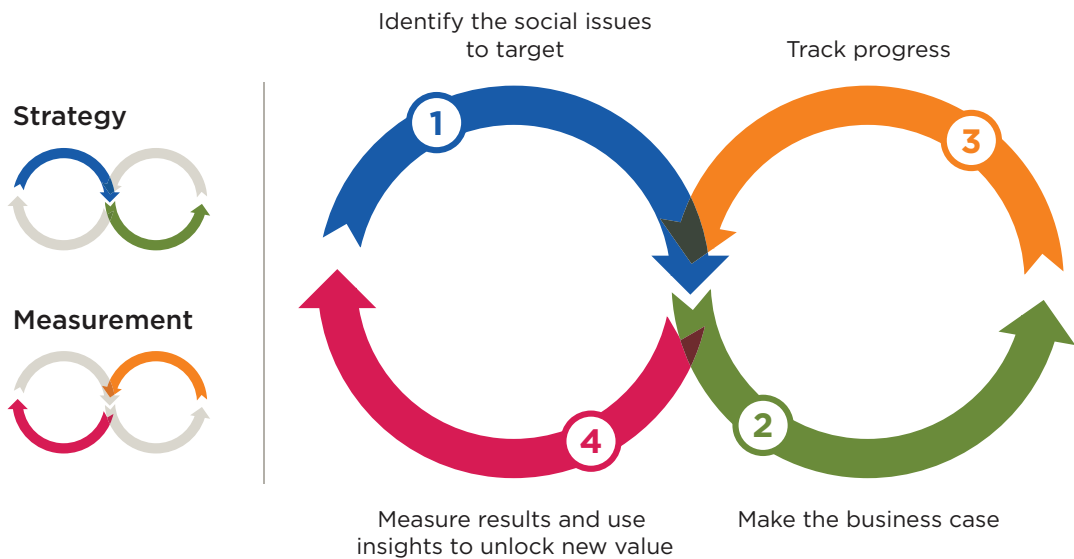 Strategy
Measurement
Identify the social issues
to target
1
Track progress
3
4
Measure results and use
insights to unlock new value
2
Make the business case